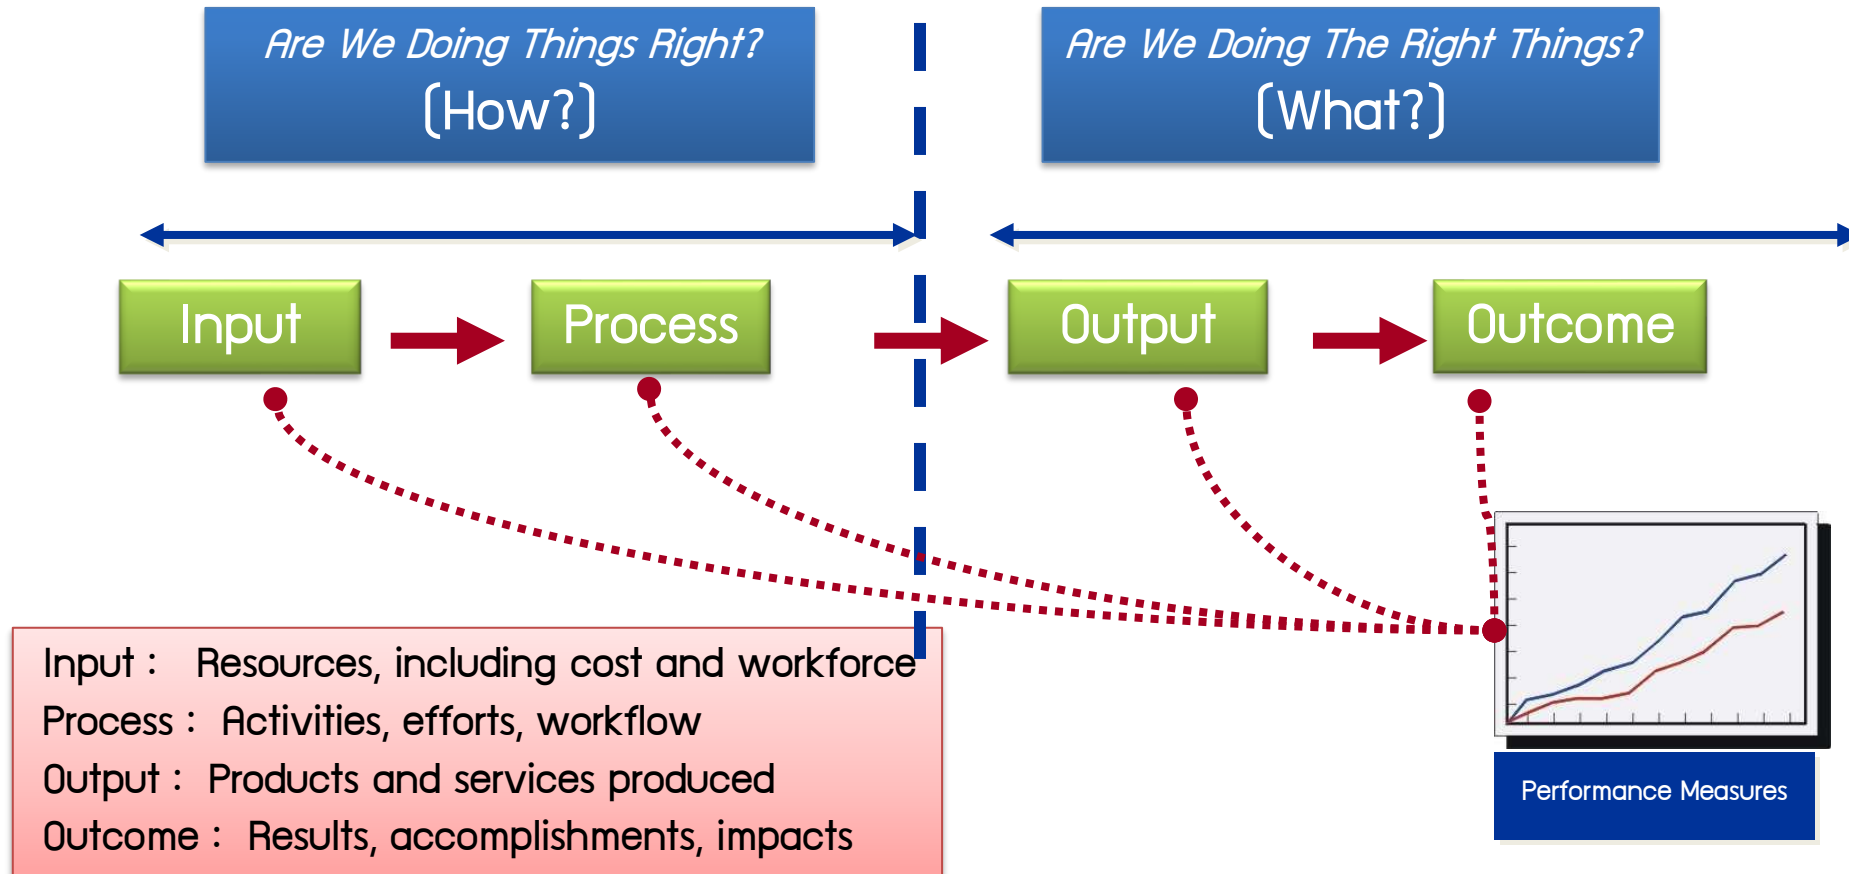 Are We Doing Things Right?
(How?)
Are We Doing The Right Things?
(What?)
Input
Process
Output
Outcome
Input : Resources, including cost and workforce
Process : Activities, efforts, workflow
Output : Products and services produced
Outcome : Results, accomplishments, impacts
Performance Measures